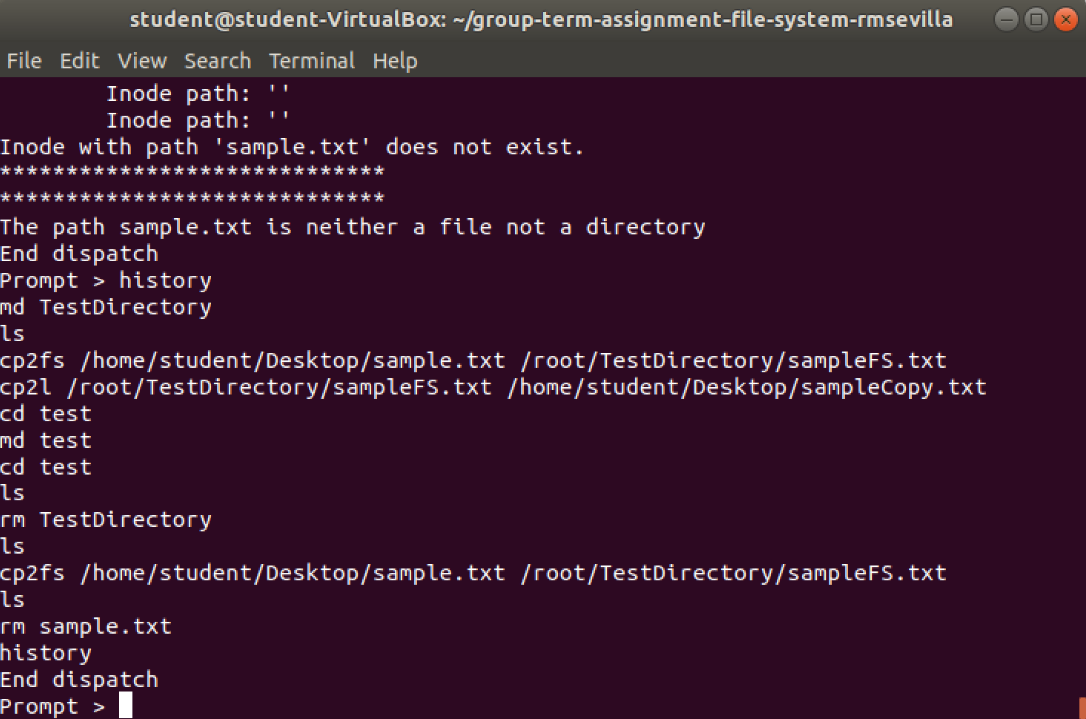 student@student-VirtualBox: ~/group-term-assignment-file-system-rmsevilla
File Edit View Search Terminal Help
Inode path: ''
Inode path: ''
Inode with path 'sample.txt' does not exist.
*****************************
*****************************
The path sample.txt is neither a file not a directory
End dispatch
Prompt > history
md TestDirectory
ls
cp2fs /home/student/Desktop/sample.txt /root/TestDirectory/sampleFS.txt
cp2l /root/TestDirectory/sampleFS.txt /home/student/Desktop/sampleCopy.txt
cd test
md test
cd test
ls
rm TestDirectory
ls
cp2fs /home/student/Desktop/sample.txt /root/TestDirectory/sampleFS.txt
ls
rm sample.txt
history
End dispatch
Prompt >